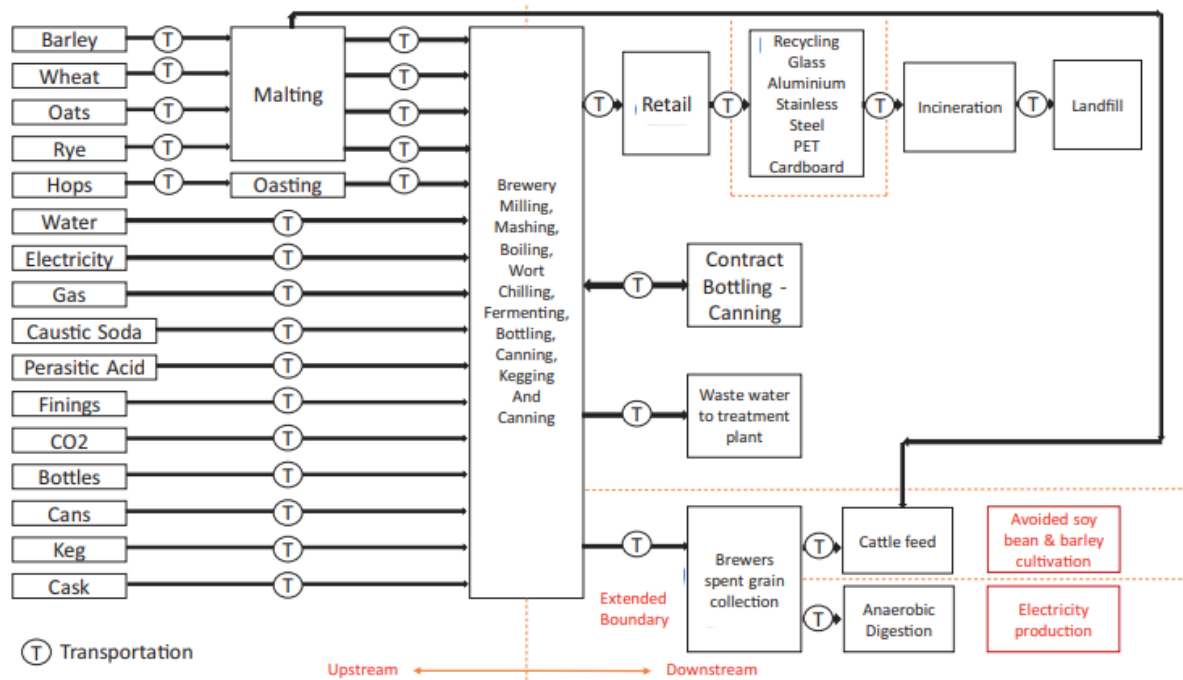 Barley
T
Wheat
T
Oats
T
Rye
T
Malting
T
T
T
T
Hops
T
Oasting
T
Water
T
Electricity
T
Gas
T
Caustic Soda
T
Perasitic Acid
T
Finings
T
CO2
T
Bottles
T
Cans
T
Keg
T
Cask
T
T Transportation
Brewery
Milling,
Mashing,
Boiling,
Wort
Chilling,
Fermenting,
Bottling,
Canning,
Kegging
And
Canning
T
Retail
T
Recycling
Glass
Aluminium
Stainless
Steel
PET
Cardboard
T
Incineration
T
Landfill
T
Contract
Bottling -
Canning
T
Waste water
to treatment
plant
T
Extended
Boundary
Brewers
spent grain
collection
T
Cattle feed
Avoided soy
bean & barley
cultivation
T
Anaerobic
Digestion
Electricity
production
Upstream
Downstream